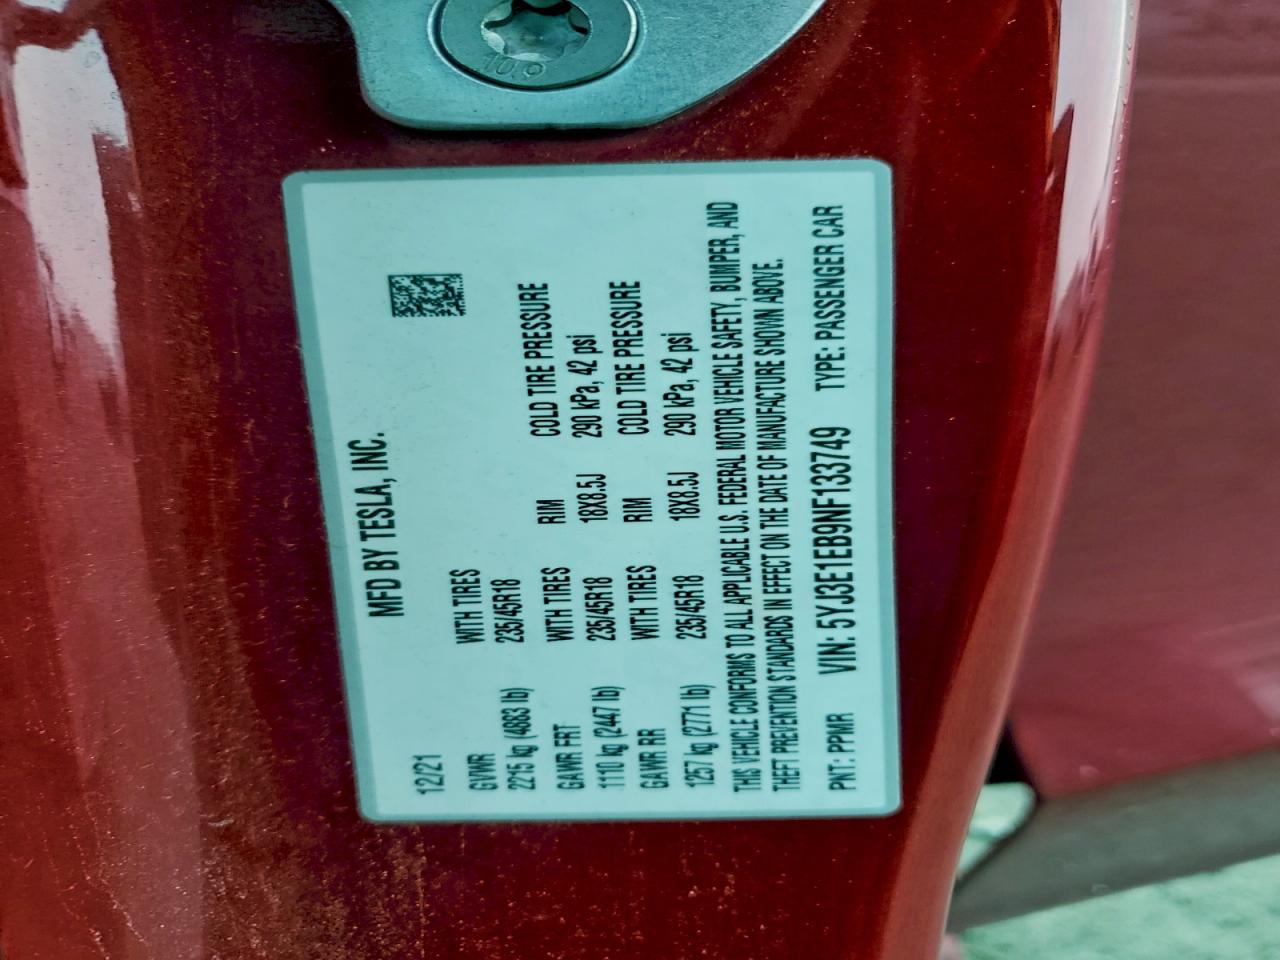 10.9
MFD BY TESLA, INC.
12/21
GVWR WITH TIRES
2215 kg (4883 lb) 235/45R18
GAWR FRT WITH TIRES RIM COLD TIRE PRESSURE
1110 kg (2447 lb) 235/45R18 18X8.5J 290 kPa, 42 psi
GAWR RR WITH TIRES RIM COLD TIRE PRESSURE
1257 kg (2771 lb) 235/45R18 18X8.5J 290 kPa, 42 psi
THIS VEHICLE CONFORMS TO ALL APPLICABLE U.S. FEDERAL MOTOR VEHICLE SAFETY, BUMPER, AND
THEFT PREVENTION STANDARDS IN EFFECT ON THE DATE OF MANUFACTURE SHOWN ABOVE.
PNT: PPMR VIN: 5YJ3E1EB9NF133749 TYPE: PASSENGER CAR